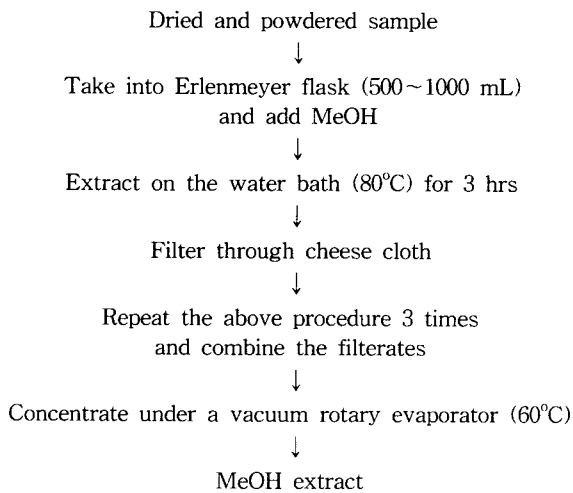 Dried and powdered sample
↓
Take into Erlenmeyer flask (500~1000 mL)
and add MeOH
↓
Extract on the water bath (80°C) for 3 hrs
↓
Filter through cheese cloth
↓
Repeat the above procedure 3 times
and combine the filterates
↓
Concentrate under a vacuum rotary evaporator (60°C)
↓
MeOH extract